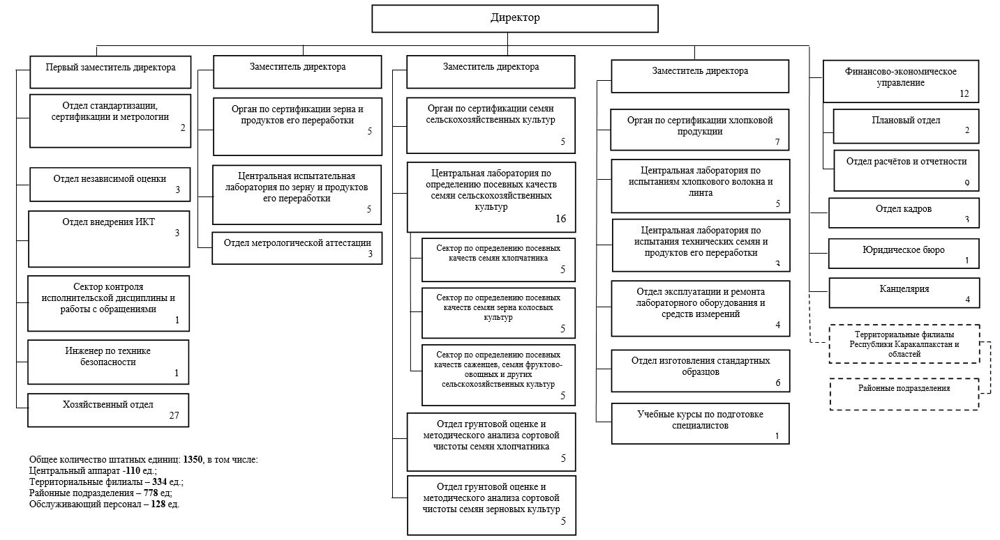 Директор
Первый заместитель директора
Отдел стандартизации,
сертификации и метрологии
2
Отдел независимой оценки
3
Отдел внедрения ИКТ
3
Сектор контроля
исполнительской дисциплины и
работы с обращениями
1
Инженер по технике
безопасности
1
Хозяйственный отдел
27
Заместитель директора
Орган по сертификации зерна и
продуктов его переработки
5
Центральная испытательная
лаборатория по зерну и продуктов
его переработки
5
Отдел метрологической аттестации
3
Заместитель директора
Орган по сертификации семян
сельскохозяйственных культур
5
Центральная лаборатория по
определению посевных качеств
семян сельскохозяйственных
культур
16
Сектор по определению посевных
качеств семян хлопчатника
5
Сектор по определению посевных
качеств семян зерна колосвых
культур
5
Сектор по определению посевных
качеств саженцев, семян фруктово-
овощных и других
сельскохозяйственных культур
5
Отдел грунтовой оценке и
методического анализа сортовой
чистоты семян хлопчатника
5
Отдел грунтовой оценке и
методического анализа сортовой
чистоты семян зерновых культур
5
Заместитель директора
Орган по сертификации хлопковой
продукции
7
Центральная лаборатория по
испытаниям хлопкового волокна и
линта
5
Центральная лаборатория по
испытания технических семян и
продуктов его переработки
3
Отдел эксплуатации и ремонта
лабораторного оборудования и
средств измерений
4
Отдел изготовления стандартных
образцов
6
Учебные курсы по подготовке
специалистов
1
Финансово-экономическое
управление
12
Плановый отдел
2
Отдел расчётов и отчетности
9
Отдел кадров
3
Юридическое бюро
1
Канцелярия
4
Территориальные филиалы
Республики Каракалпакстан и
областей
Районные подразделения
Общее количество штатных единиц: 1350, в том числе:
Центральный аппарат -110 ед.;
Территориальные филиалы – 334 ед.;
Районные подразделения – 778 ед;
Обслуживающий персонал – 128 ед.